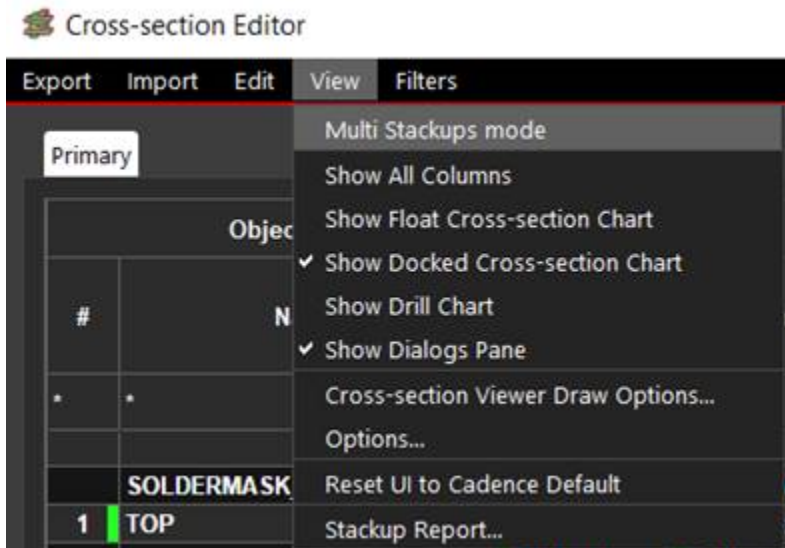 Cross-section Editor
Export Import Edit View Filters
Primary
Multi Stackups mode
Show All Columns
Objec
Show Float Cross-section Chart
✓ Show Docked Cross-section Chart
# N
Show Drill Chart
✓ Show Dialogs Pane
* *
Cross-section Viewer Draw Options...
Options...
SOLDERMASK_
Reset UI to Cadence Default
1 TOP
Stackup Report...